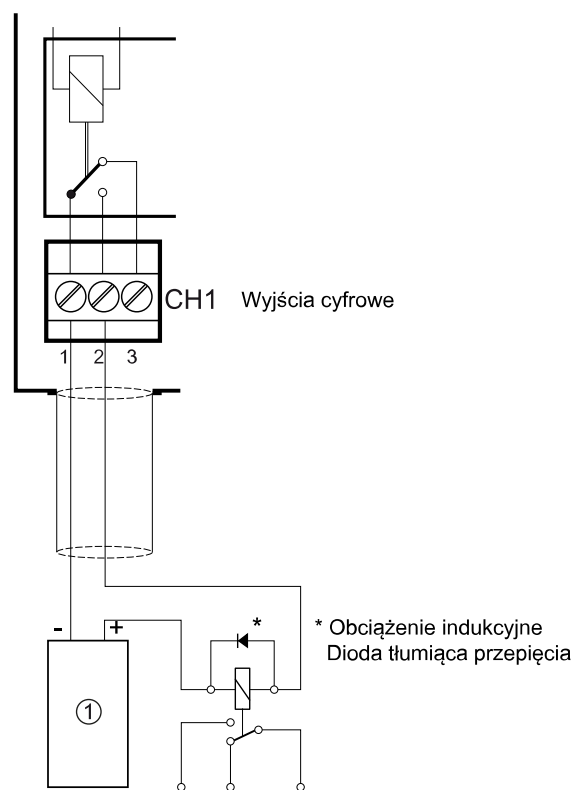 CH1 Wyjścia cyfrowe
1 2 3
- +
*
* Obciążenie indukcyjne
Dioda tłumiąca przepięcia
①